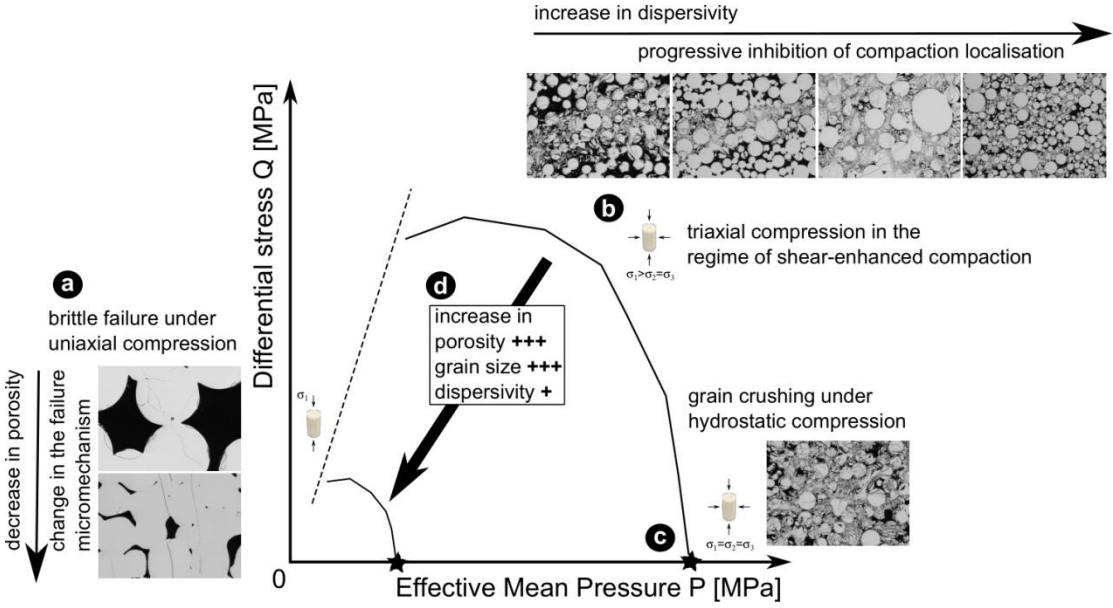 increase in dispersivity
progressive inhibition of compaction localisation
Differential stress Q [MPa]
b
triaxial compression in the
regime of shear-enhanced compaction
σ1>σ2=σ3
a
brittle failure under
uniaxial compression
decrease in porosity
change in the failure
micromechanism
d
increase in
porosity +++
grain size +++
dispersivity +
σ1
grain crushing under
hydrostatic compression
σ1=σ2=σ3
c
0
Effective Mean Pressure P [MPa]